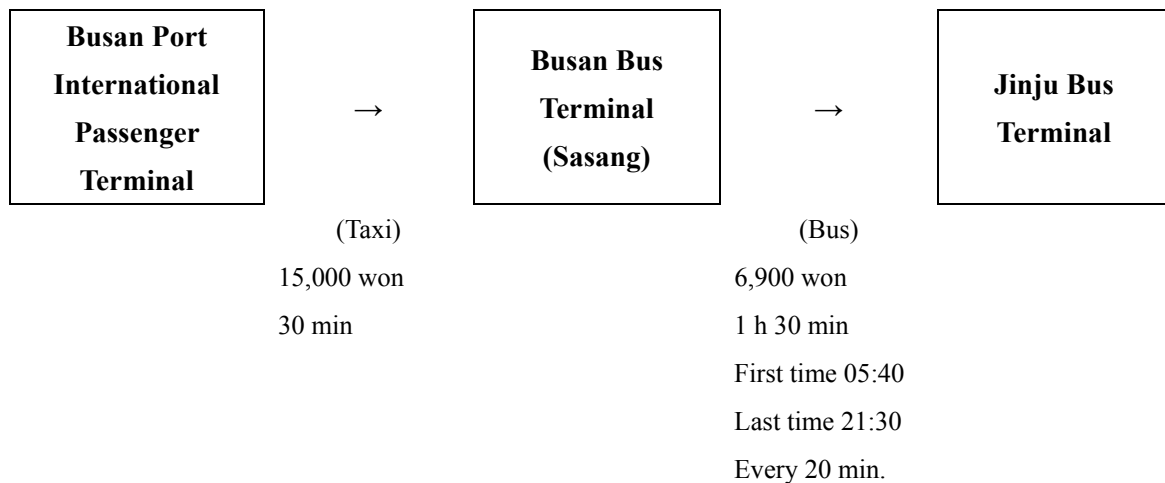 Busan Port
International
Passenger
Terminal
→
Busan Bus
Terminal
(Sasang)
→
Jinju Bus
Terminal
(Taxi)
15,000 won
30 min
(Bus)
6,900 won
1 h 30 min
First time 05:40
Last time 21:30
Every 20 min.